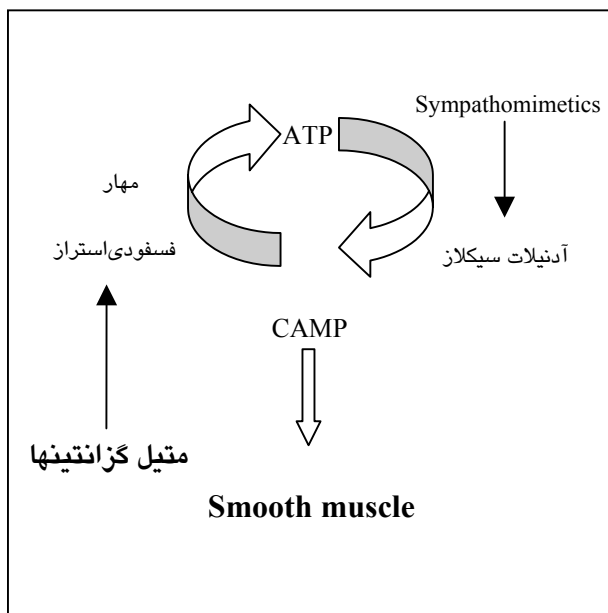 Sympathomimetics
ATP
مهار
فسفودی‌استراز
آدنیلات سیکلاز
CAMP
متیل گزانتینها
Smooth muscle